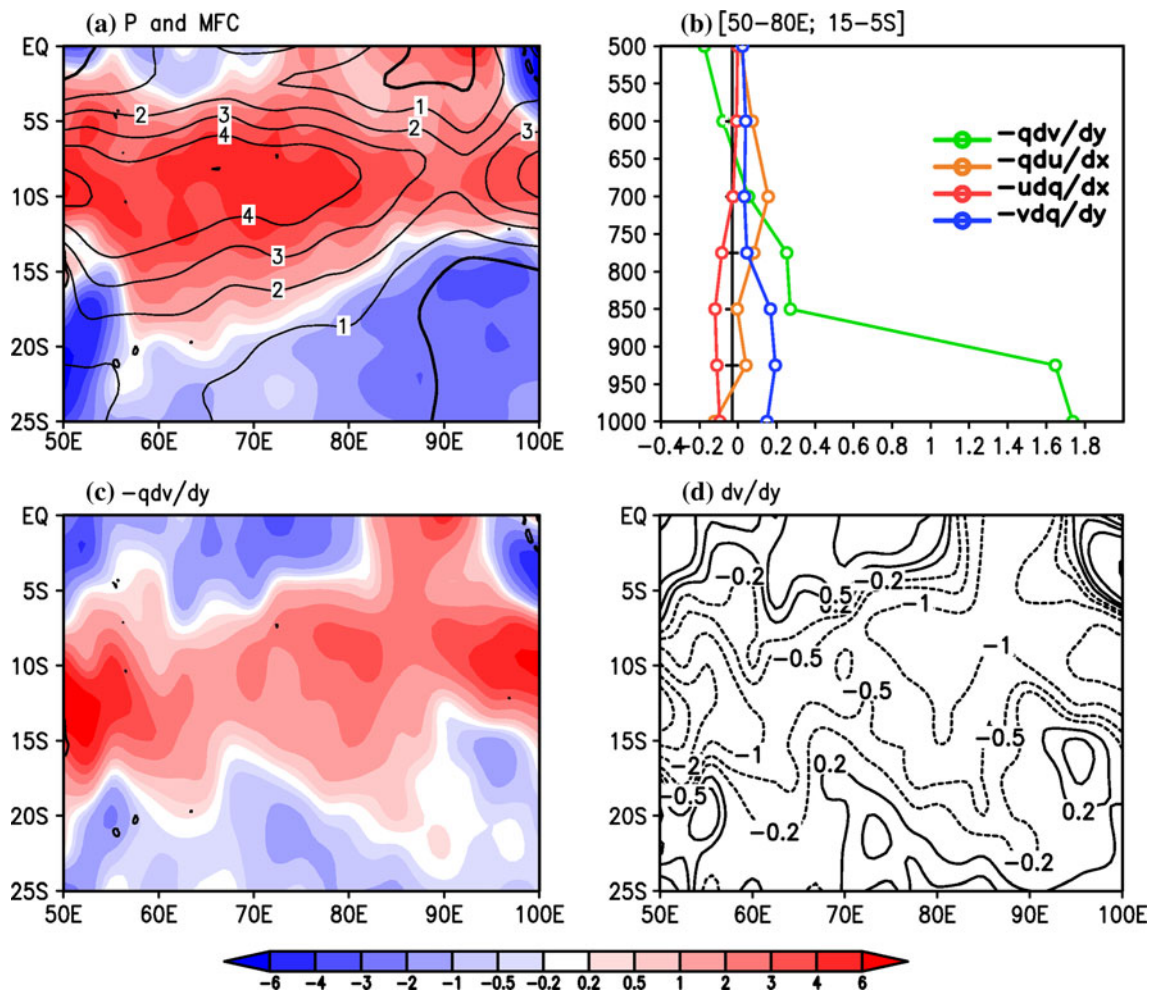 (a) P and MFC
EQ
5S
10S
15S
20S
25S
50E 60E 70E 80E 90E 100E
2 3 4 1 2 3
4 3 2 1
(b) [50-80E; 15-5S]
500
550
600
650
700
750
800
850
900
950
1000
-0.4 -0.2 0 0.2 0.4 0.6 0.8 1 1.2 1.4 1.6 1.8
-qdv/dy
-qdu/dx
-udq/dx
-vdq/dy
(c) -qdv/dy
EQ
5S
10S
15S
20S
25S
50E 60E 70E 80E 90E 100E
(d) dv/dy
EQ
5S
10S
15S
20S
25S
50E 60E 70E 80E 90E 100E
-0.2 0.5 -0.2
0.2 -1
-0.5 -1
-0.5
-1 0.2 -0.5
-2
-0.5
-0.2 -0.2 0.2
-6 -4 -3 -2 -1 -0.5 -0.2 0.2 0.5 1 2 3 4 6